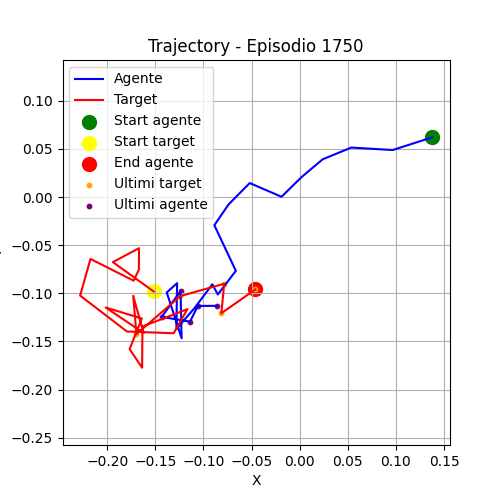 Trajectory - Episodio 1750
Agente
Target
Start agente
Start target
End agente
Ultimi target
Ultimi agente
0.10
0.05
0.00
−0.05
−0.10
−0.15
−0.20
−0.25
−0.20 −0.15 −0.10 −0.05 0.00 0.05 0.10 0.15
X